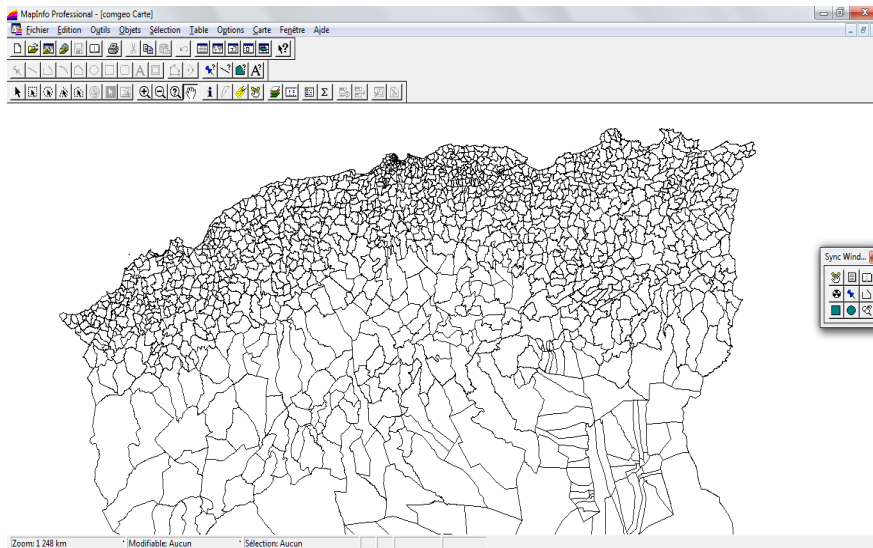 MapInfo Professional - [comgeo Carte]
Fichier Edition Outils Objets Sélection Table Options Carte Fenêtre Aide
Sync Wind...
Zoom: 1 248 km Modifiable: Aucun Sélection: Aucun